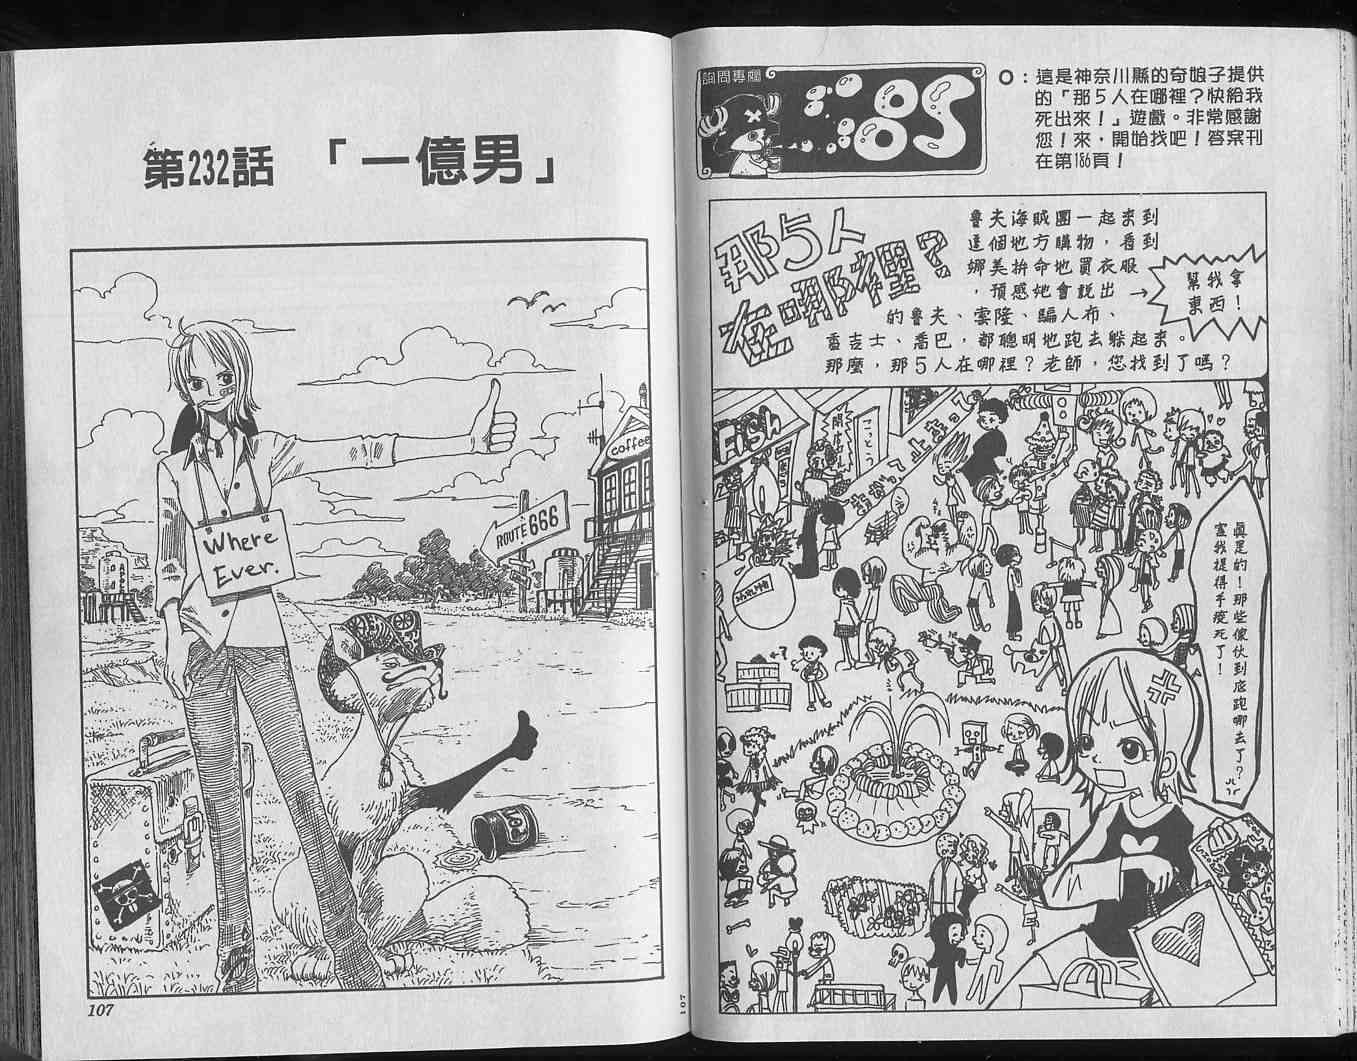 第232話 「一億男」
coffee
ROUTE 666
Where
Ever.
107
107
詢問專欄
SBS
O：這是神奈川縣的奇娘子提供
的「那5人在哪裡？快給我
死出來！」遊戲。非常感謝
您！來，開始找吧！答案刊
在第186頁！
那5人
在哪裡？
魯夫海賊團一起來到
這個地方購物，看到
娜美拚命地買衣服
，預感她會說出→
幫我拿
東西！
的魯夫、索隆、騙人布、
香吉士、喬巴，都聰明地跑去躲起來。
那麼，那5人在哪裡？老師，您找到了嗎？
Fish
真是的！那些傢伙到底跑哪去了？
害我提得手痠死了！